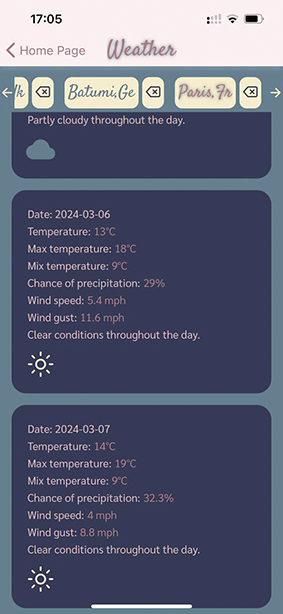 17:05
Home Page Weather
lk Batumi,Ge Paris,Fr
Partly cloudy throughout the day.
Date: 2024-03-06
Temperature: 13°C
Max temperature: 18°C
Mix temperature: 9°C
Chance of precipitation: 29%
Wind speed: 5.4 mph
Wind gust: 11.6 mph
Clear conditions throughout the day.
Date: 2024-03-07
Temperature: 14°C
Max temperature: 19°C
Mix temperature: 9°C
Chance of precipitation: 32.3%
Wind speed: 4 mph
Wind gust: 8.8 mph
Clear conditions throughout the day.